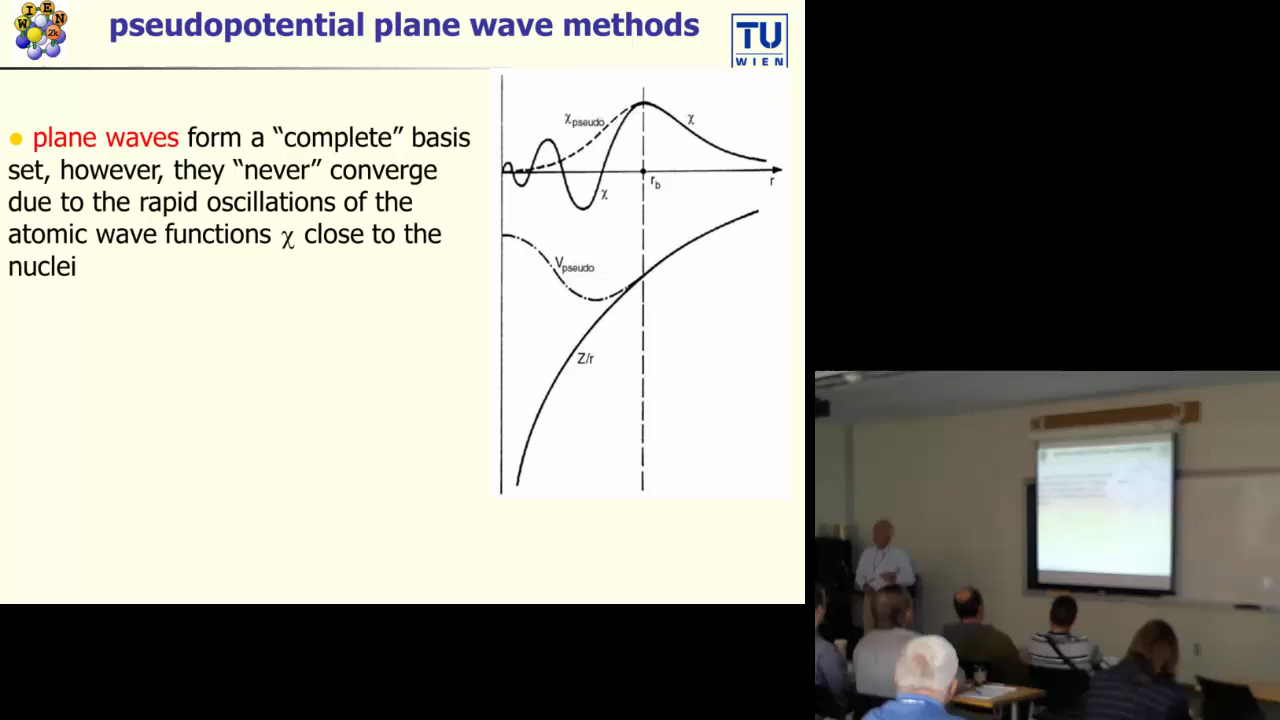 WIEN2k
pseudopotential plane wave methods
TU
WIEN
plane waves form a “complete” basis
set, however, they “never” converge
due to the rapid oscillations of the
atomic wave functions χ close to the
nuclei
χpseudo
χ
χ
rb
r
Vpseudo
Z/r